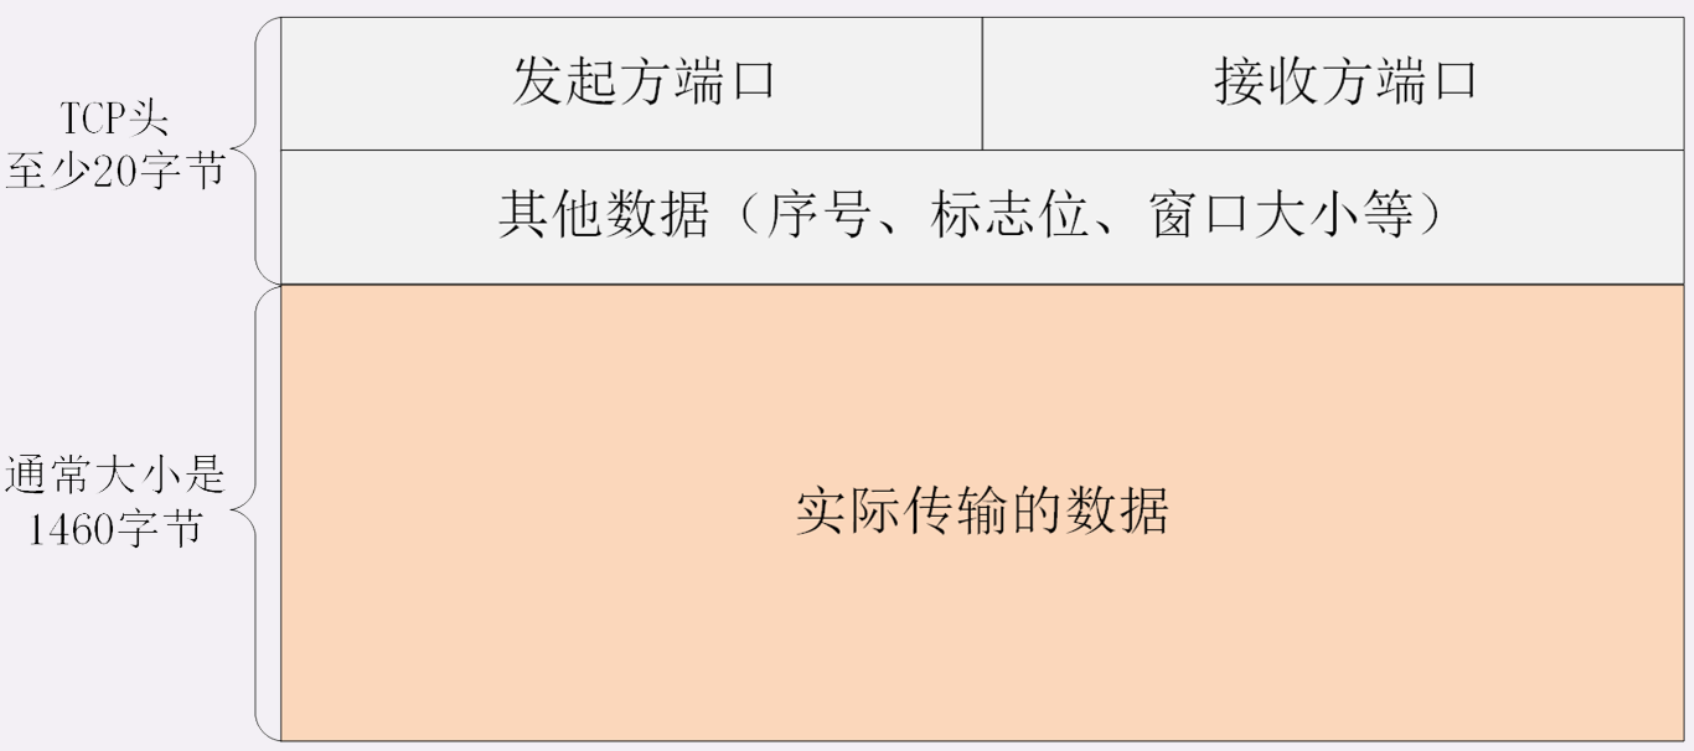 发起方端口
接收方端口
TCP头
至少20字节
其他数据（序号、标志位、窗口大小等）
通常大小是
1460字节
实际传输的数据